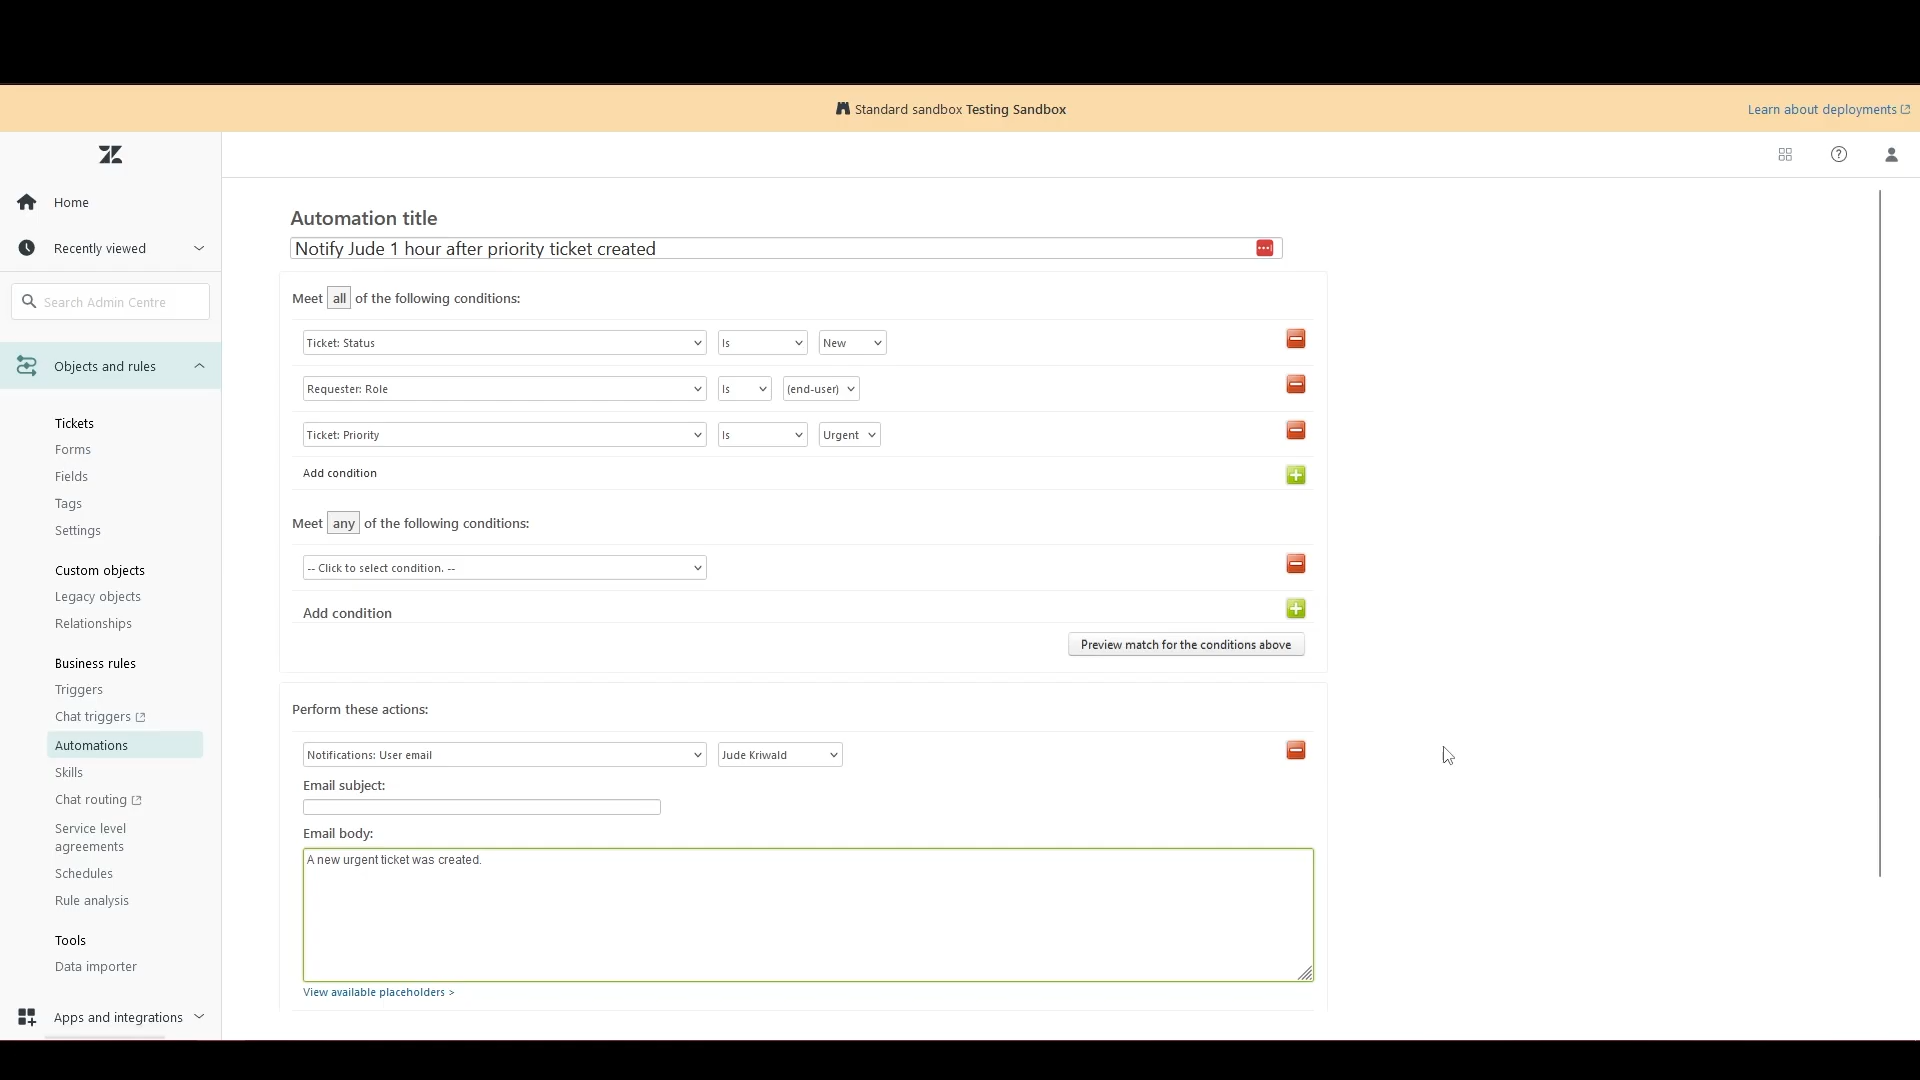 Standard sandbox Testing Sandbox
Learn about deployments
Home
Recently viewed
Search Admin Centre
Objects and rules
Tickets
Forms
Fields
Tags
Settings
Custom objects
Legacy objects
Relationships
Business rules
Triggers
Chat triggers
Automations
Skills
Chat routing
Service level
agreements
Schedules
Rule analysis
Tools
Data importer
Apps and integrations
Automation title
Notify Jude 1 hour after priority ticket created
Meet all of the following conditions:
Ticket: Status Is New
Requester: Role Is (end-user)
Ticket: Priority Is Urgent
Add condition
Meet any of the following conditions:
-- Click to select condition. --
Add condition
Preview match for the conditions above
Perform these actions:
Notifications: User email Jude Kriwald
Email subject:
Email body:
A new urgent ticket was created.
View available placeholders >